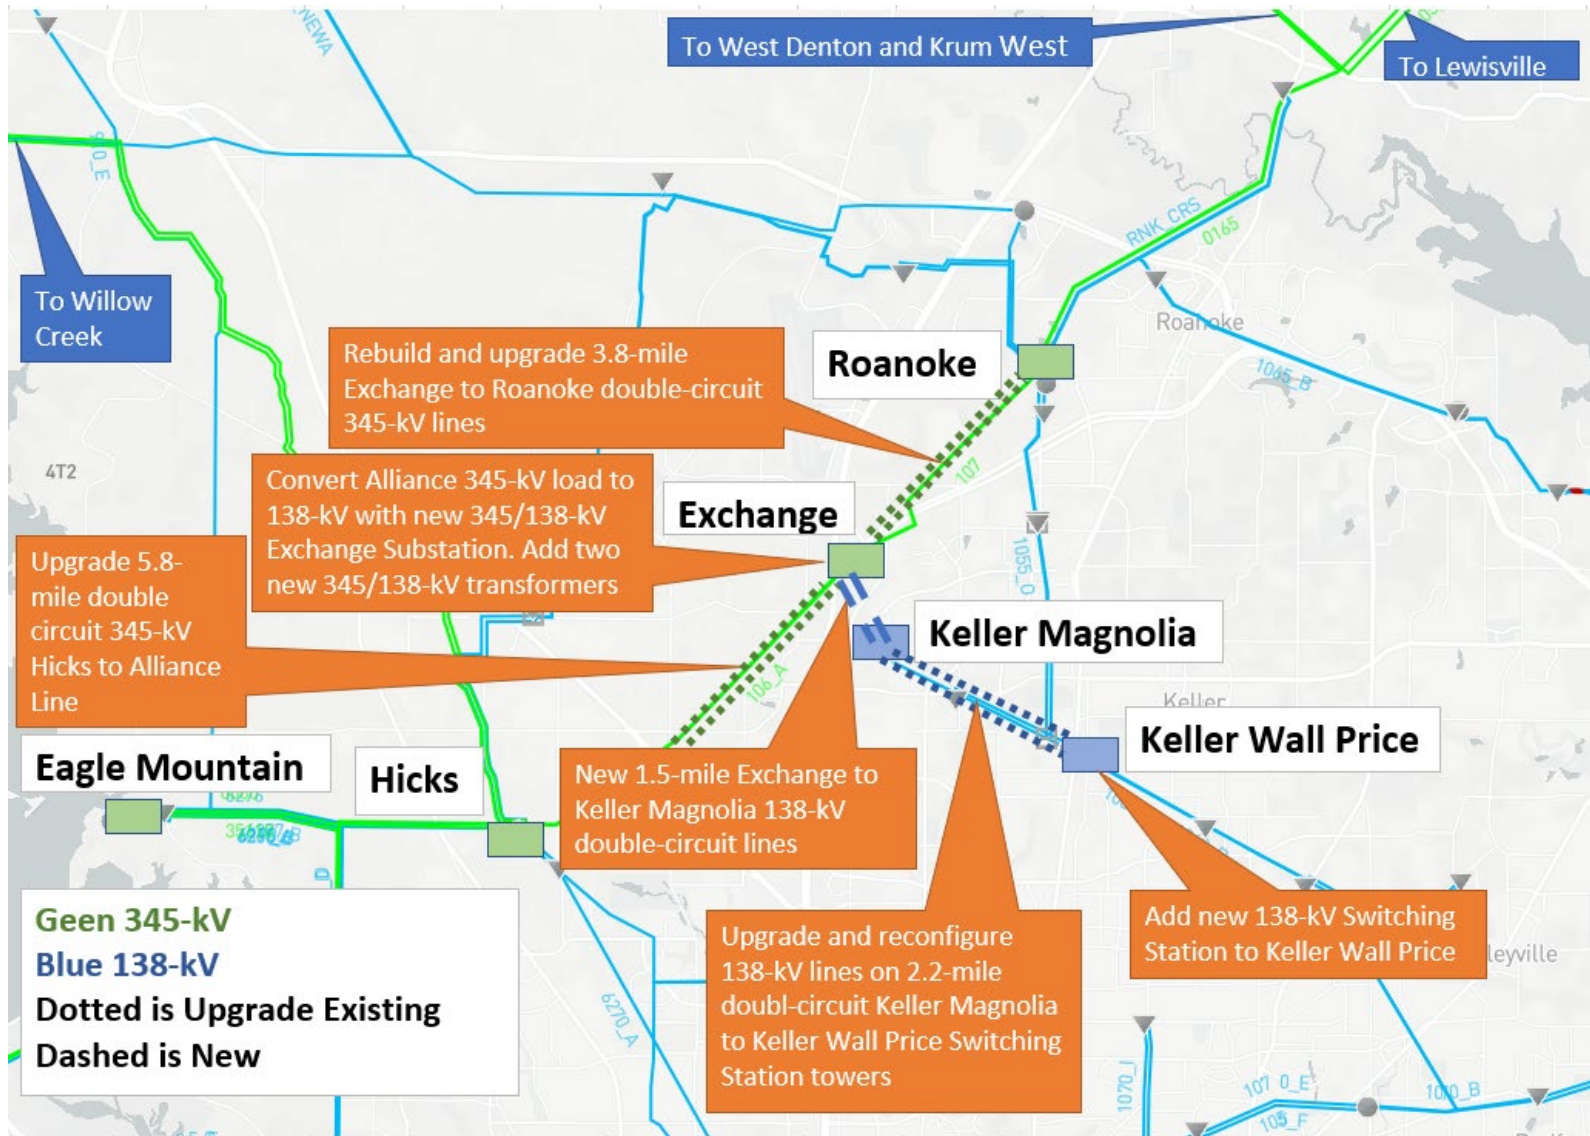 NEWA
To West Denton and Krum West
To Lewisville
RNK_CRS
0165
To Willow
Creek
Roanoke
Rebuild and upgrade 3.8-mile
Exchange to Roanoke double-circuit
345-kV lines
Roanoke
1065_B
4T2
107
Convert Alliance 345-kV load to
138-kV with new 345/138-kV
Exchange Substation. Add two
new 345/138-kV transformers
Exchange
Upgrade 5.8-
mile double
circuit 345-kV
Hicks to Alliance
Line
1055_O
Keller Magnolia
106_A
Keller
Keller Wall Price
Eagle Mountain
Hicks
New 1.5-mile Exchange to
Keller Magnolia 138-kV
double-circuit lines
_D
Geen 345-kV
Blue 138-kV
Dotted is Upgrade Existing
Dashed is New
Upgrade and reconfigure
138-kV lines on 2.2-mile
doubl-circuit Keller Magnolia
to Keller Wall Price Switching
Station towers
Add new 138-kV Switching
Station to Keller Wall Price
leyville
6270_A
1070_I
107 0_E
1070_B
105_F